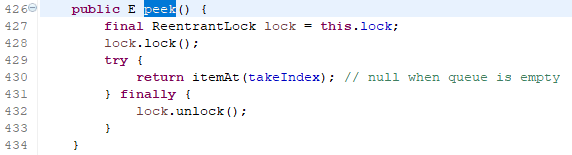 426 public E peek() {
427 final ReentrantLock lock = this.lock;
428 lock.lock();
429 try {
430 return itemAt(takeIndex); // null when queue is empty
431 } finally {
432 lock.unlock();
433 }
434 }